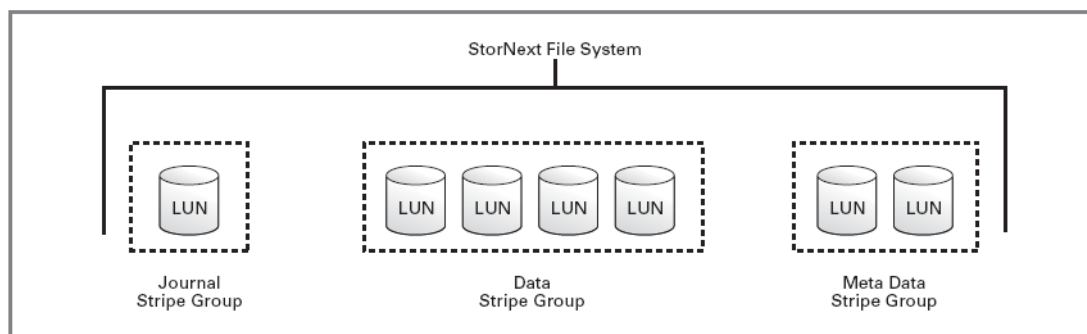 StorNext File System
LUN
LUN LUN LUN LUN
LUN LUN
Journal
Stripe Group
Data
Stripe Group
Meta Data
Stripe Group